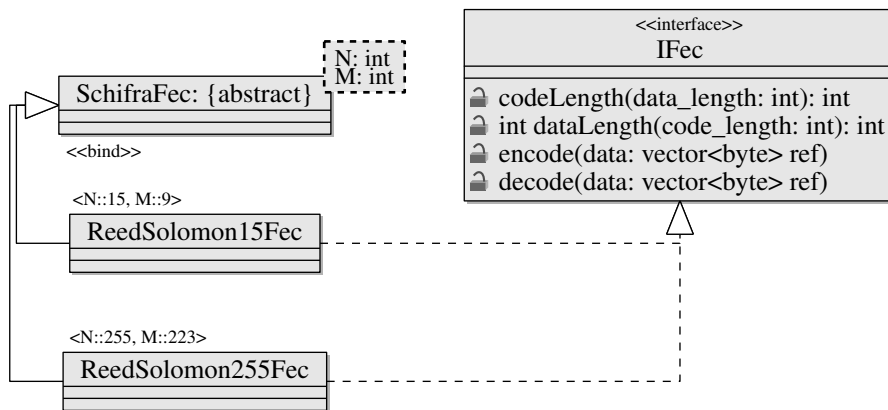 N: int
M: int
SchifraFec: {abstract}
<<bind>>
<N::15, M::9>
ReedSolomon15Fec
<N::255, M::223>
ReedSolomon255Fec
<<interface>>
IFec
codeLength(data_length: int): int
int dataLength(code_length: int): int
encode(data: vector<byte> ref)
decode(data: vector<byte> ref)